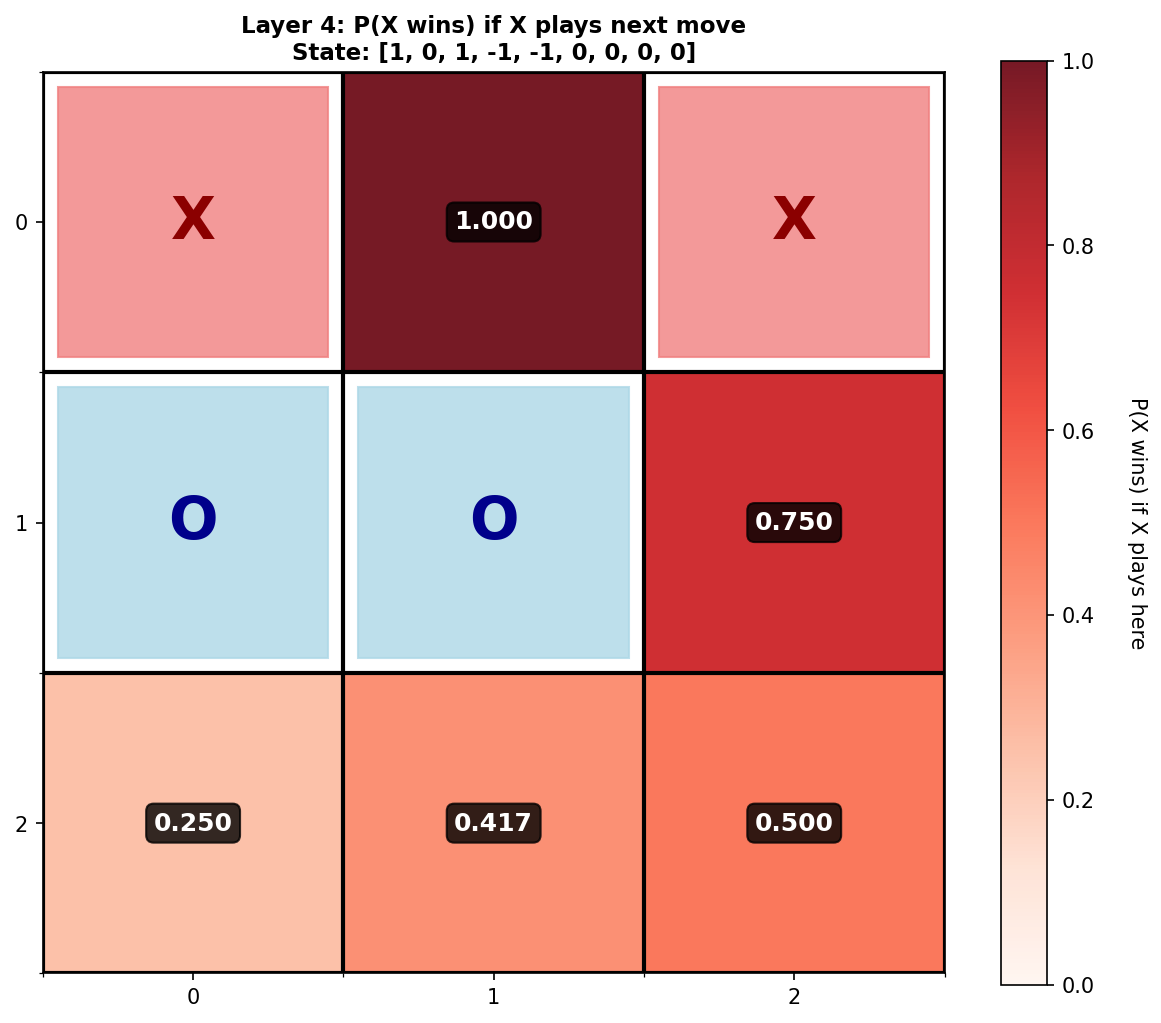 Layer 4: P(X wins) if X plays next move
State: [1, 0, 1, -1, -1, 0, 0, 0, 0]
X
1.000
X
O
O
0.750
0.250
0.417
0.500
0
1
2
0
1
2
1.0
0.8
0.6
0.4
0.2
0.0
P(X wins) if X plays here